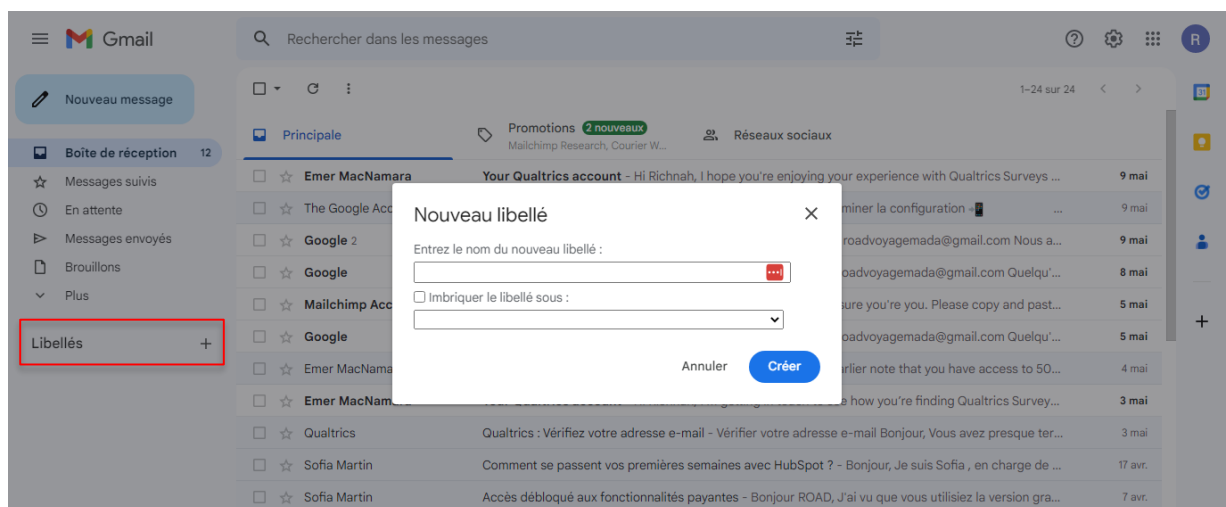 Gmail
Rechercher dans les messages
R
Nouveau message
1–24 sur 24
31
Principale
Promotions 2 nouveaux
Mailchimp Research, Courier W...
Réseaux sociaux
Boîte de réception 12
Messages suivis
En attente
Messages envoyés
Brouillons
Plus
Libellés +
Emer MacNamara Your Qualtrics account - Hi Richnah, I hope you're enjoying your experience with Qualtrics Surveys ... 9 mai
The Google Acc miner la configuration ... 9 mai
Google 2 roadvoyagemada@gmail.com Nous a... 9 mai
Google oadvoyagemada@gmail.com Quelqu'... 8 mai
Mailchimp Acc sure you're you. Please copy and past... 5 mai
Google oadvoyagemada@gmail.com Quelqu'... 5 mai
Emer MacNama arlier note that you have access to 50... 4 mai
Emer MacNam e how you're finding Qualtrics Survey... 3 mai
Qualtrics Qualtrics : Vérifiez votre adresse e-mail - Vérifier votre adresse e-mail Bonjour, Vous avez presque ter... 3 mai
Sofia Martin Comment se passent vos premières semaines avec HubSpot ? - Bonjour, Je suis Sofia , en charge de ... 17 avr.
Sofia Martin Accès débloqué aux fonctionnalités payantes - Bonjour ROAD, J'ai vu que vous utilisiez la version gra... 7 avr.
Nouveau libellé
Entrez le nom du nouveau libellé :
Imbriquer le libellé sous :
Annuler Créer